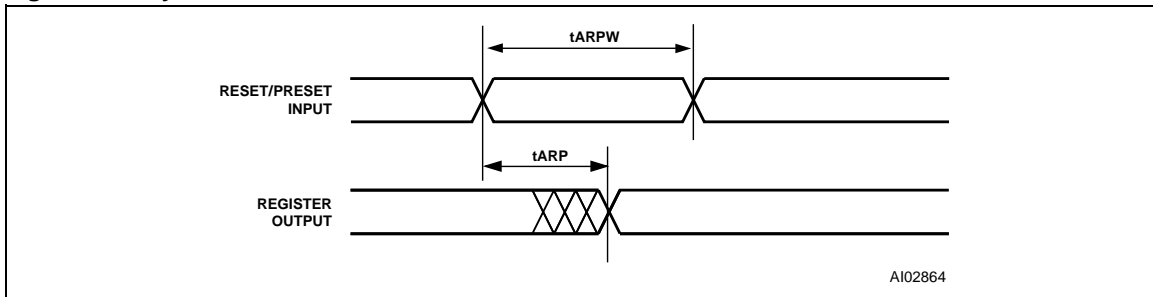 tARPW
RESET/PRESET
INPUT
tARP
REGISTER
OUTPUT
AI02864